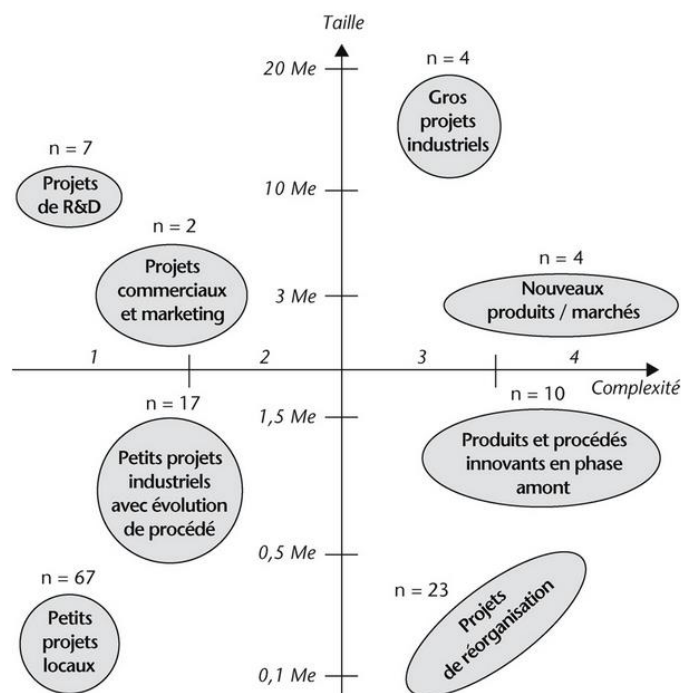 Taille
20 Me
n = 4
Gros
projets
industriels
n = 7
Projets
de R&D
10 Me
n = 2
Projets
commerciaux
et marketing
3 Me
n = 4
Nouveaux
produits / marchés
1
2
3
4
Complexité
n = 17
Petits projets
industriels
avec évolution
de procédé
1,5 Me
n = 10
Produits et procédés
innovants en phase
amont
0,5 Me
n = 67
Petits
projets
locaux
n = 23
Projets
de réorganisation
0,1 Me